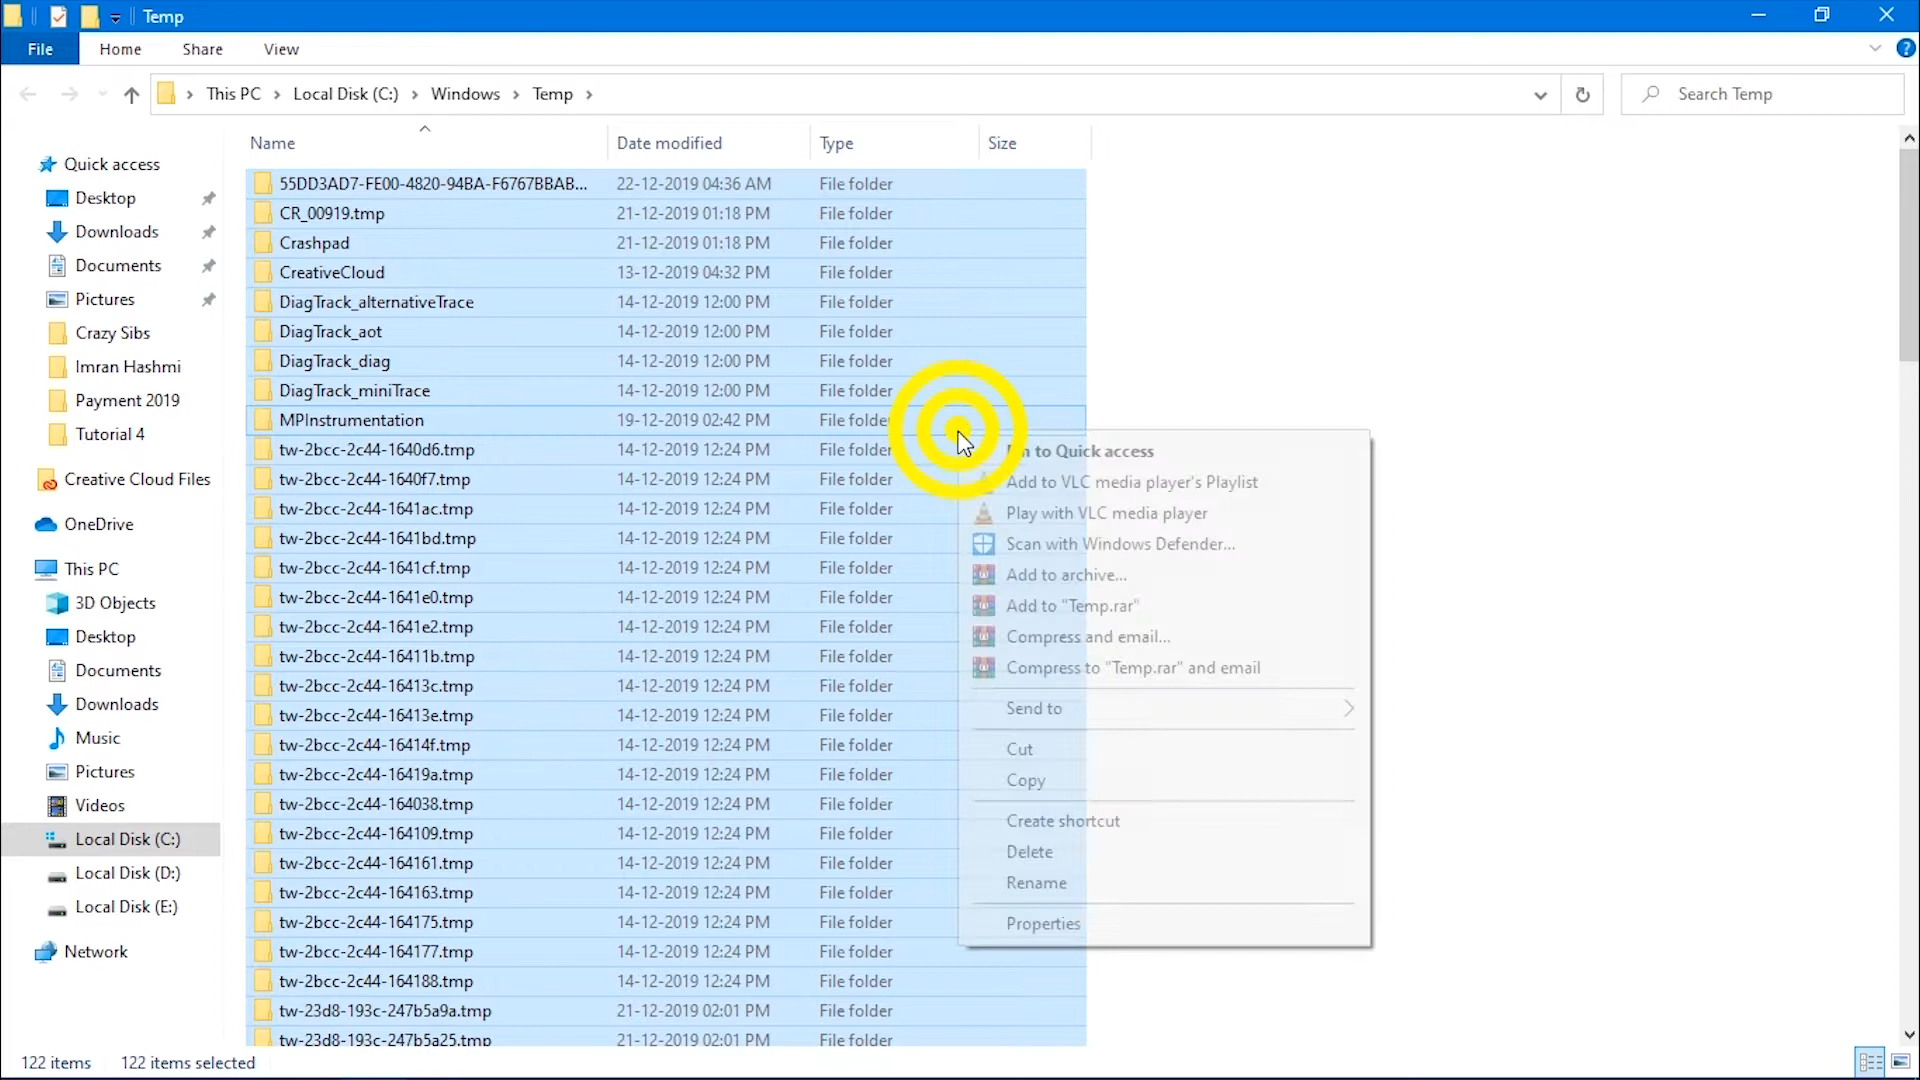 Temp
File Home Share View
This PC Local Disk (C:) Windows Temp
Search Temp
Name Date modified Type Size
Quick access
Desktop
Downloads
Documents
Pictures
Crazy Sibs
Imran Hashmi
Payment 2019
Tutorial 4
Creative Cloud Files
OneDrive
This PC
3D Objects
Desktop
Documents
Downloads
Music
Pictures
Videos
Local Disk (C:)
Local Disk (D:)
Local Disk (E:)
Network
55DD3AD7-FE00-4820-94BA-F6767BBAB... 22-12-2019 04:36 AM File folder
CR_00919.tmp 21-12-2019 01:18 PM File folder
Crashpad 21-12-2019 01:18 PM File folder
CreativeCloud 13-12-2019 04:32 PM File folder
DiagTrack_alternativeTrace 14-12-2019 12:00 PM File folder
DiagTrack_aot 14-12-2019 12:00 PM File folder
DiagTrack_diag 14-12-2019 12:00 PM File folder
DiagTrack_miniTrace 14-12-2019 12:00 PM File folder
MPInstrumentation 19-12-2019 02:42 PM File folder
tw-2bcc-2c44-1640d6.tmp 14-12-2019 12:24 PM File folder
tw-2bcc-2c44-1640f7.tmp 14-12-2019 12:24 PM File folder
tw-2bcc-2c44-1641ac.tmp 14-12-2019 12:24 PM File folder
tw-2bcc-2c44-1641bd.tmp 14-12-2019 12:24 PM File folder
tw-2bcc-2c44-1641cf.tmp 14-12-2019 12:24 PM File folder
tw-2bcc-2c44-1641e0.tmp 14-12-2019 12:24 PM File folder
tw-2bcc-2c44-1641e2.tmp 14-12-2019 12:24 PM File folder
tw-2bcc-2c44-16411b.tmp 14-12-2019 12:24 PM File folder
tw-2bcc-2c44-16413c.tmp 14-12-2019 12:24 PM File folder
tw-2bcc-2c44-16413e.tmp 14-12-2019 12:24 PM File folder
tw-2bcc-2c44-16414f.tmp 14-12-2019 12:24 PM File folder
tw-2bcc-2c44-16419a.tmp 14-12-2019 12:24 PM File folder
tw-2bcc-2c44-164038.tmp 14-12-2019 12:24 PM File folder
tw-2bcc-2c44-164109.tmp 14-12-2019 12:24 PM File folder
tw-2bcc-2c44-164161.tmp 14-12-2019 12:24 PM File folder
tw-2bcc-2c44-164163.tmp 14-12-2019 12:24 PM File folder
tw-2bcc-2c44-164175.tmp 14-12-2019 12:24 PM File folder
tw-2bcc-2c44-164177.tmp 14-12-2019 12:24 PM File folder
tw-2bcc-2c44-164188.tmp 14-12-2019 12:24 PM File folder
tw-23d8-193c-247b5a9a.tmp 21-12-2019 02:01 PM File folder
tw-23d8-193c-247b5a25.tmp 21-12-2019 02:01 PM File folder
to Quick access
Add to VLC media player's Playlist
Play with VLC media player
Scan with Windows Defender...
Add to archive...
Add to "Temp.rar"
Compress and email...
Compress to "Temp.rar" and email
Send to
Cut
Copy
Create shortcut
Delete
Rename
Properties
122 items 122 items selected